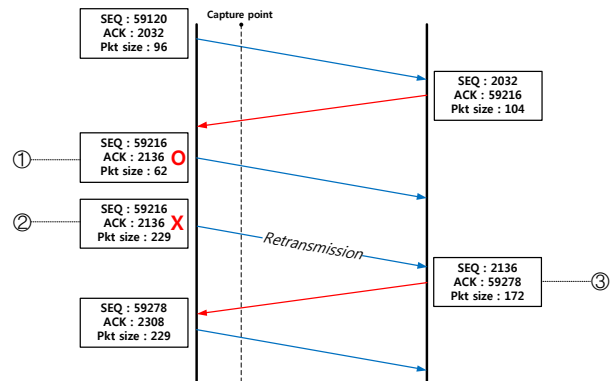 Capture point
SEQ : 59120
ACK : 2032
Pkt size : 96
SEQ : 2032
ACK : 59216
Pkt size : 104
①
SEQ : 59216
ACK : 2136
Pkt size : 62
O
②
SEQ : 59216
ACK : 2136
Pkt size : 229
X
Retransmission
SEQ : 2136
ACK : 59278
Pkt size : 172
③
SEQ : 59278
ACK : 2308
Pkt size : 229